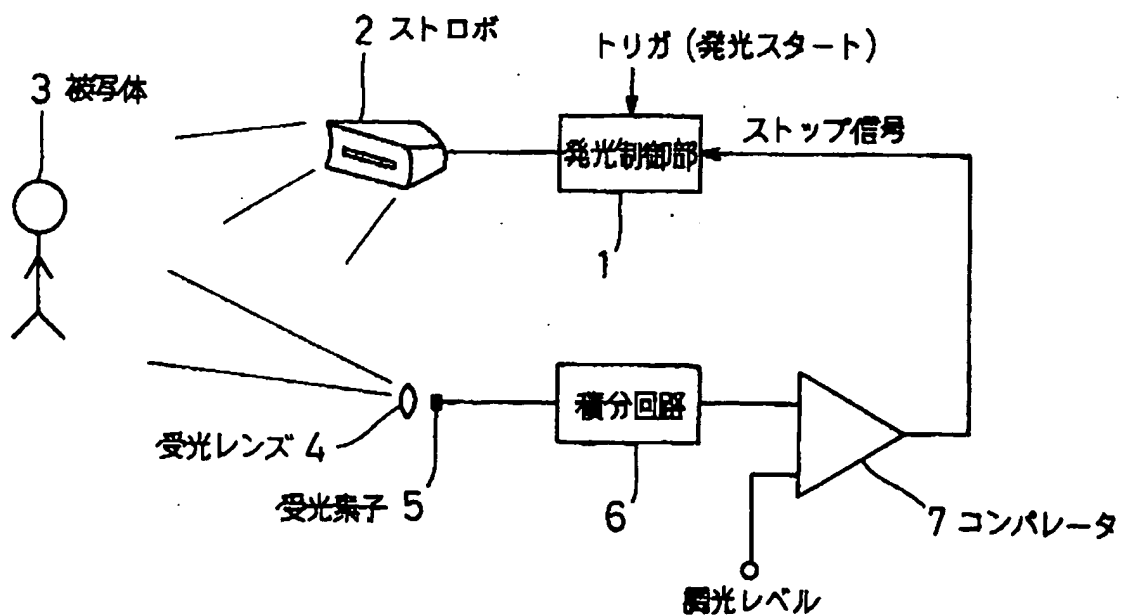 2 ストロボ
トリガ (発光スタート)
3 被写体
ストップ信号
発光制御部
1
積分回路
受光レンズ 4
受光素子 5
6
7 コンパレータ
調光レベル